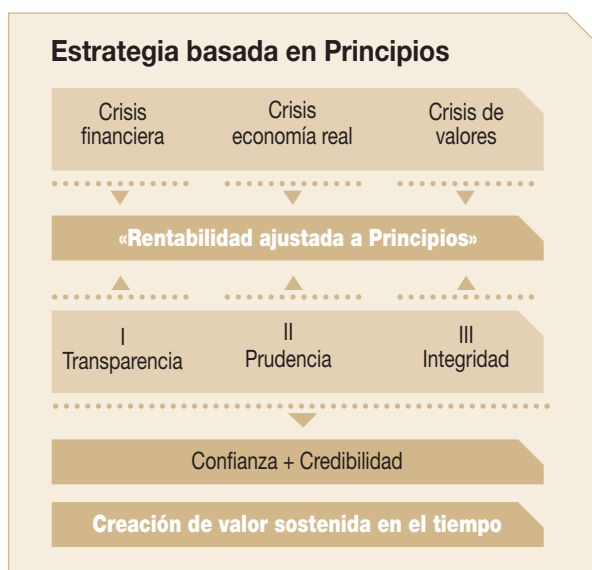 Estrategia basada en Principios
Crisis
financiera
Crisis
economía real
Crisis de
valores
«Rentabilidad ajustada a Principios»
I
Transparencia
II
Prudencia
III
Integridad
Confianza + Credibilidad
Creación de valor sostenida en el tiempo